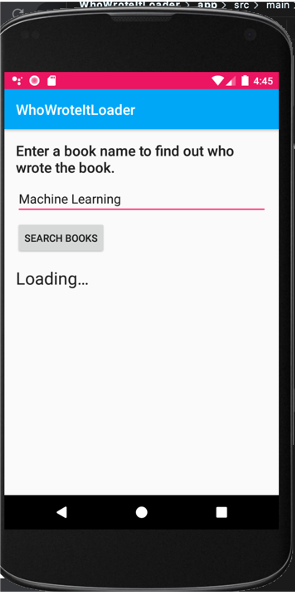 WhoWroteItLoader › app › src › main
4:45
WhoWroteItLoader
Enter a book name to find out who
wrote the book.
Machine Learning
SEARCH BOOKS
Loading...